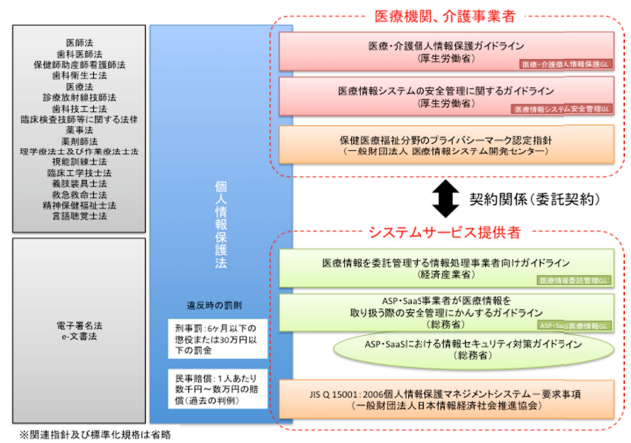 医師法
歯科医師法
保健師助産師看護師法
歯科衛生士法
医療法
診療放射線技師法
歯科技工士法
臨床検査技師等に関する法律
薬事法
薬剤師法
理学療法士及び作業療法士法
視能訓練士法
臨床工学技士法
義肢装具士法
救急救命士法
精神保健福祉士法
言語聴覚士法
電子署名法
e-文書法
個人情報保護法
違反時の罰則
刑事罰:6ヶ月以下の
懲役または30万円以
下の罰金
民事賠償:1人あたり
数千円～数万円の賠
償(過去の判例)
医療機関、介護事業者
医療・介護個人情報保護ガイドライン
(厚生労働省)
医療・介護個人情報保護GL
医療情報システムの安全管理に関するガイドライン
(厚生労働省)
医療情報システム安全管理GL
保健医療福祉分野のプライバシーマーク認定指針
(一般財団法人 医療情報システム開発センター)
契約関係(委託契約)
システムサービス提供者
医療情報を委託管理する情報処理事業者向けガイドライン
(経済産業省)
医療情報委託管理GL
ASP・SaaS事業者が医療情報を
取り扱う際の安全管理にかんするガイドライン
(総務省)
ASP・SaaS医療情報GL
ASP・SaaSにおける情報セキュリティ対策ガイドライン
(総務省)
JIS Q 15001:2006個人情報保護マネジメントシステム－要求事項
(一般財団法人日本情報経済社会推進協会)
※関連指針及び標準化規格は省略